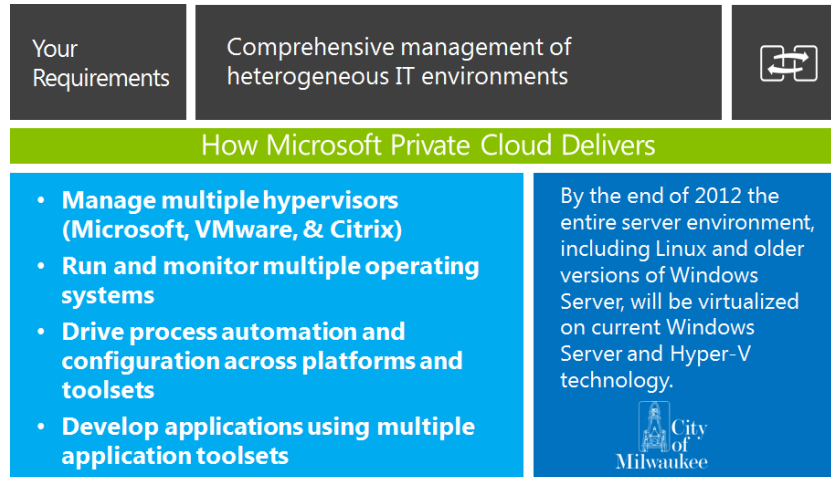 Your
Requirements
Comprehensive management of
heterogeneous IT environments
How Microsoft Private Cloud Delivers
• Manage multiple hypervisors
(Microsoft, VMware, & Citrix)
• Run and monitor multiple operating
systems
• Drive process automation and
configuration across platforms and
toolsets
• Develop applications using multiple
application toolsets
By the end of 2012 the
entire server environment,
including Linux and older
versions of Windows
Server, will be virtualized
on current Windows
Server and Hyper-V
technology.
City
of
Milwaukee